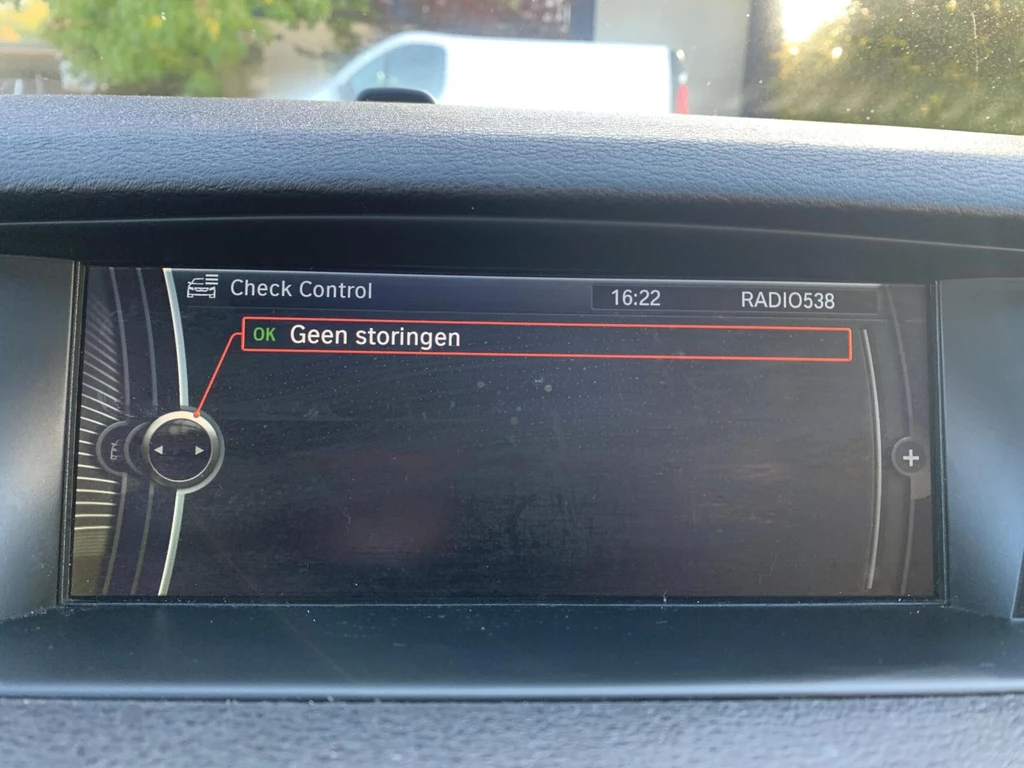 Check Control
16:22
RADIO538
OK Geen storingen